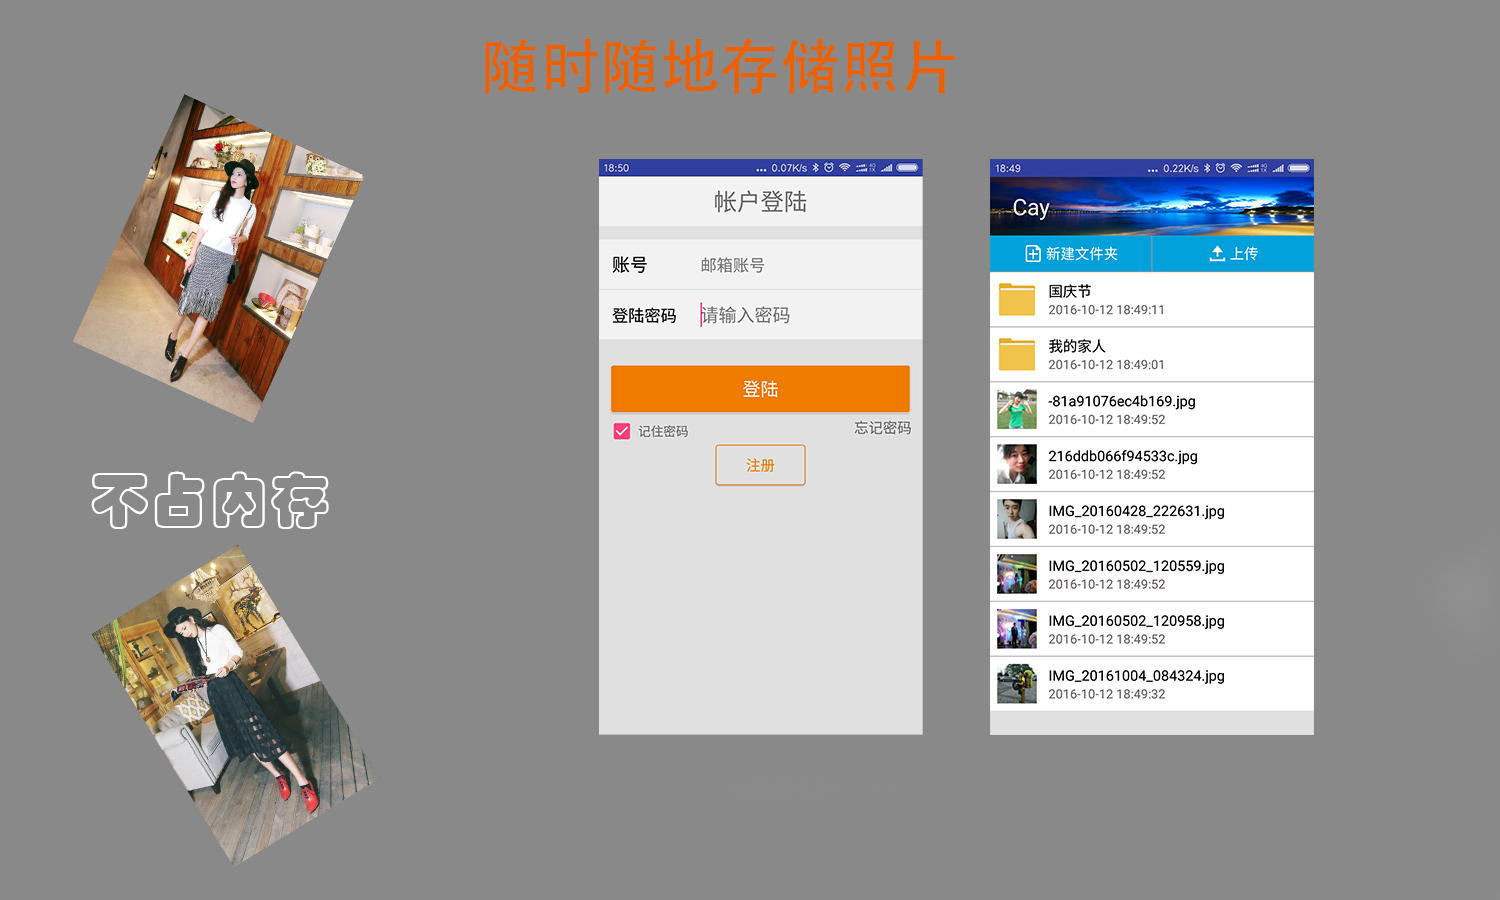 随时随地存储照片
不占内存
18:50 ... 0.07K/s
帐户登陆
账号 邮箱账号
登陆密码 请输入密码
登陆
记住密码 忘记密码
注册
18:49 ... 0.22K/s
Cay
新建文件夹 上传
国庆节
2016-10-12 18:49:11
我的家人
2016-10-12 18:49:01
-81a91076ec4b169.jpg
2016-10-12 18:49:52
216ddb066f94533c.jpg
2016-10-12 18:49:52
IMG_20160428_222631.jpg
2016-10-12 18:49:52
IMG_20160502_120559.jpg
2016-10-12 18:49:52
IMG_20160502_120958.jpg
2016-10-12 18:49:52
IMG_20161004_084324.jpg
2016-10-12 18:49:32